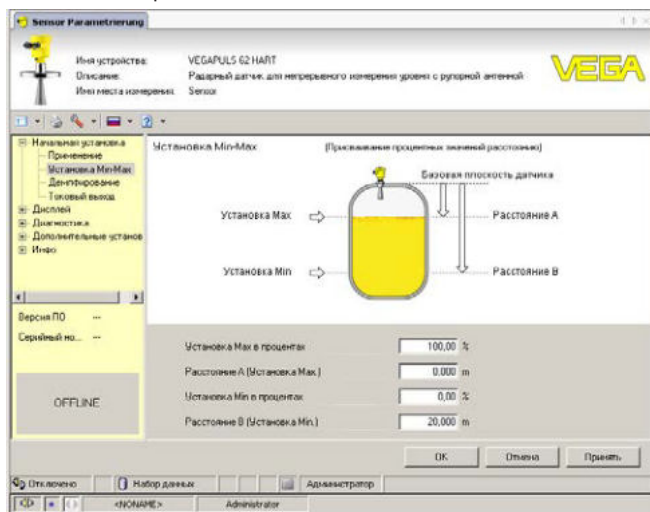 Sensor Parametrierung
Имя устройства: VEGAPULS 62 HART
Описание: Радарный датчик для непрерывного измерения уровня с рупорной антенной
Имя места измерения: Sensor
VEGA
Начальная установка
Применение
Установка Min-Max
Демпфирование
Токовый выход
Дисплей
Диагностика
Дополнительные установ
Инфо
Версия ПО ---
Серийный но... ---
OFFLINE
Установка Min-Max (Присваивание процентных значений расстоянию)
Базовая плоскость датчика
Установка Max Расстояние A
Установка Min Расстояние B
Установка Max в процентах 100,00 %
Расстояние A (Установка Max.) 0.000 m
Установка Min в процентах 0,00 %
Расстояние B (Установка Min.) 20,000 m
OK Отмена Принять
Отключено Набор данных Администратор
<NONAME> Administrator